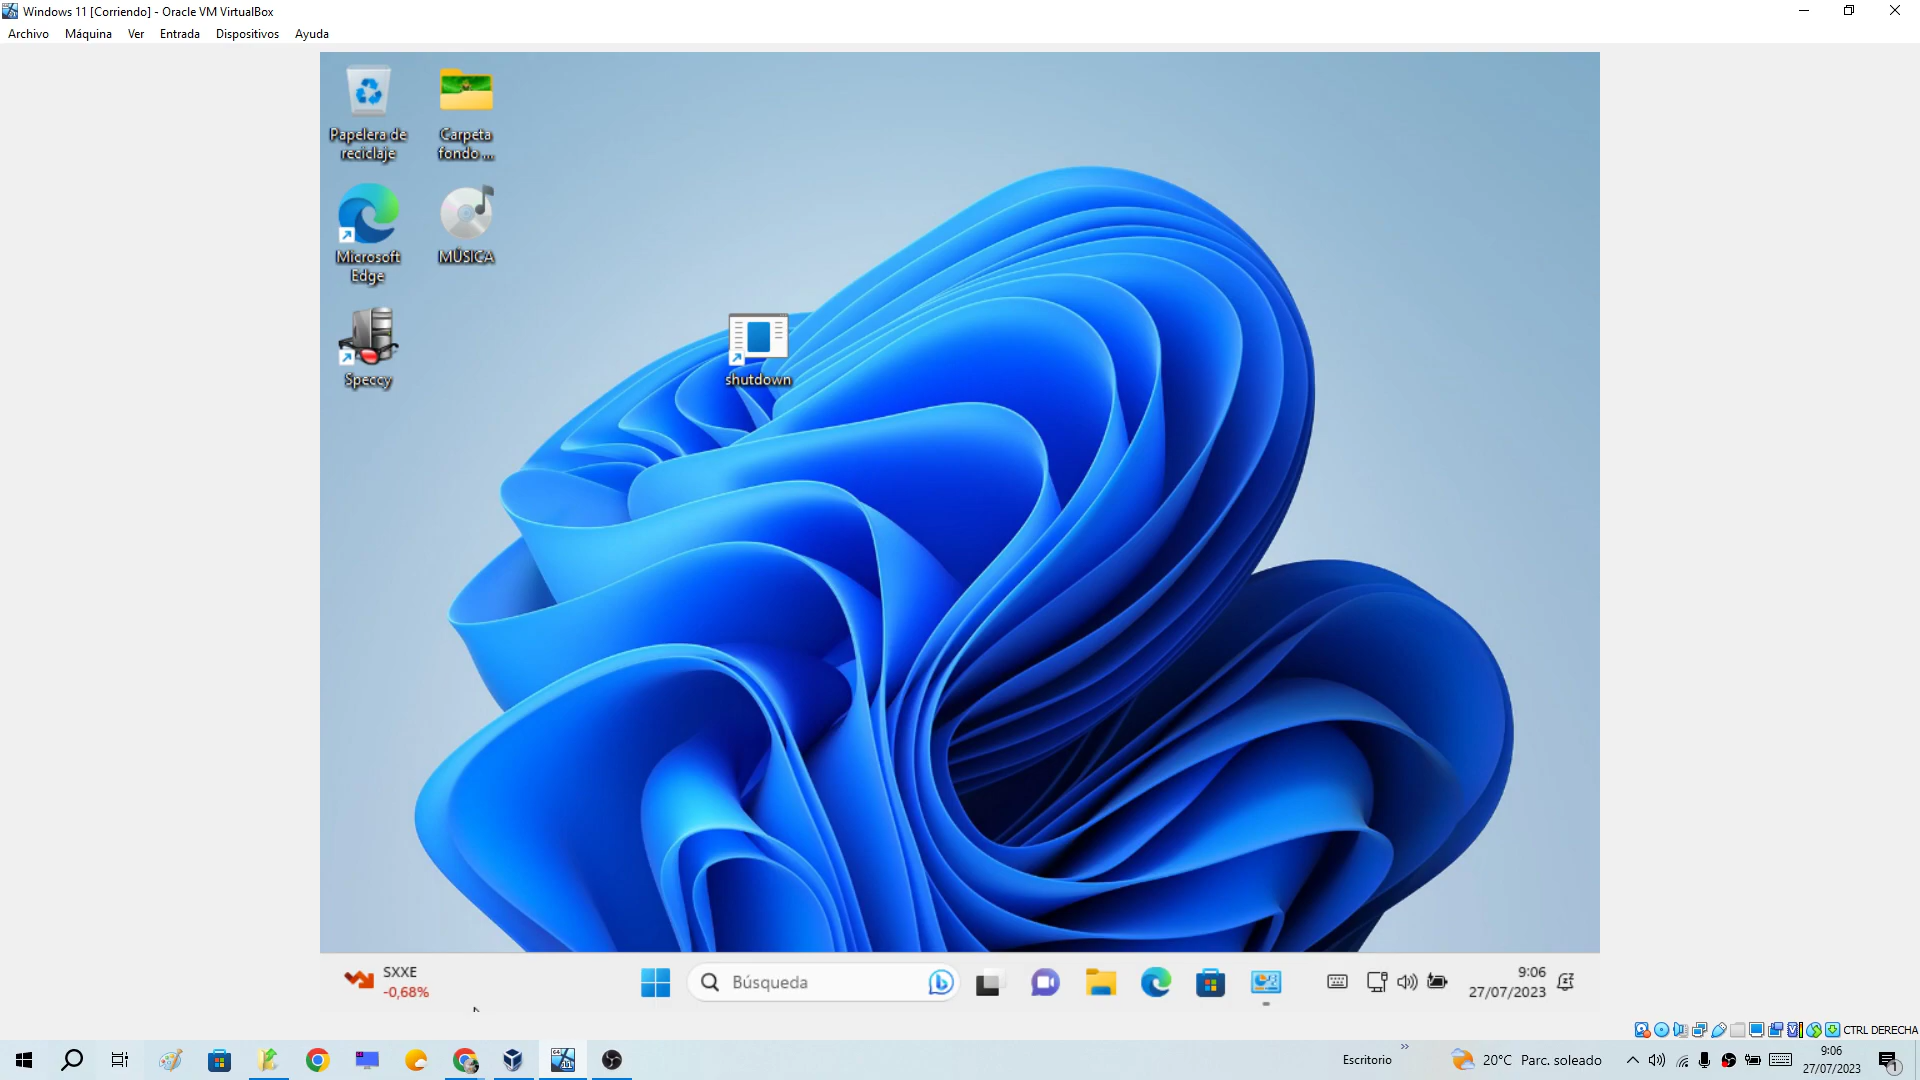 Windows 11 [Corriendo] - Oracle VM VirtualBox
Archivo Máquina Ver Entrada Dispositivos Ayuda
Papelera de
reciclaje
Carpeta
fondo ...
Microsoft
Edge
MÚSICA
Speccy
shutdown
SXXE
-0,68%
Búsqueda
9:06
27/07/2023
CTRL DERECHA
Escritorio
20°C Parc. soleado
9:06
27/07/2023
1